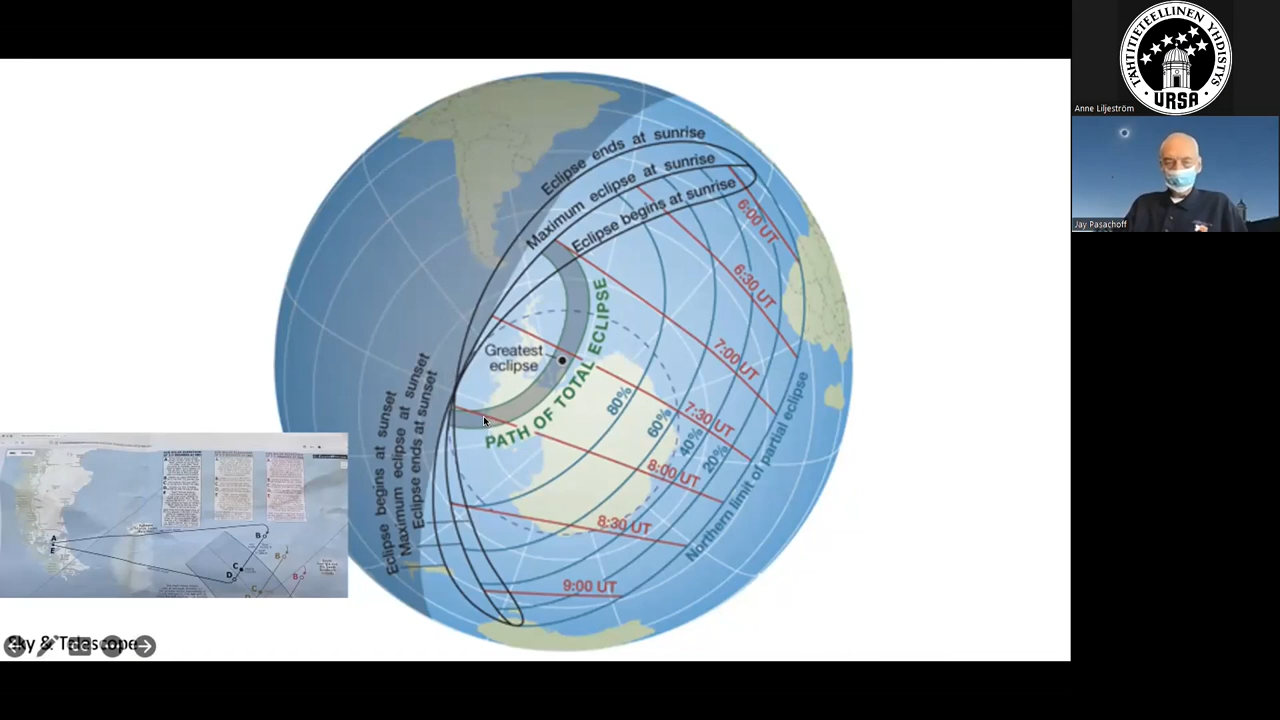 TÄHTITIETEELLINEN YHDISTYS
URSA
Anne Liljeström
Jay Pasachoff
Eclipse ends at sunrise
Maximum eclipse at sunrise
Eclipse begins at sunrise
6:00 UT
6:30 UT
7:00 UT
7:30 UT
8:00 UT
8:30 UT
9:00 UT
Greatest
eclipse
PATH OF TOTAL ECLIPSE
80%
60%
40%
20%
Northern limit of partial eclipse
Eclipse begins at sunset
Maximum eclipse at sunset
Eclipse ends at sunset
A
E
B
B
B
C
D
C
Sky & Telescope